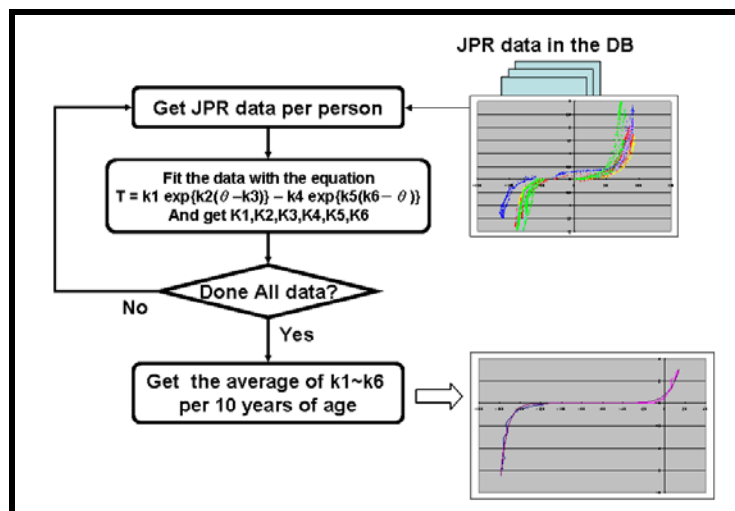 JPR data in the DB
Get JPR data per person
Fit the data with the equation
T = k1 exp{k2(θ−k3)} − k4 exp{k5(k6− θ)}
And get K1,K2,K3,K4,K5,K6
Done All data?
No
Yes
Get the average of k1~k6
per 10 years of age